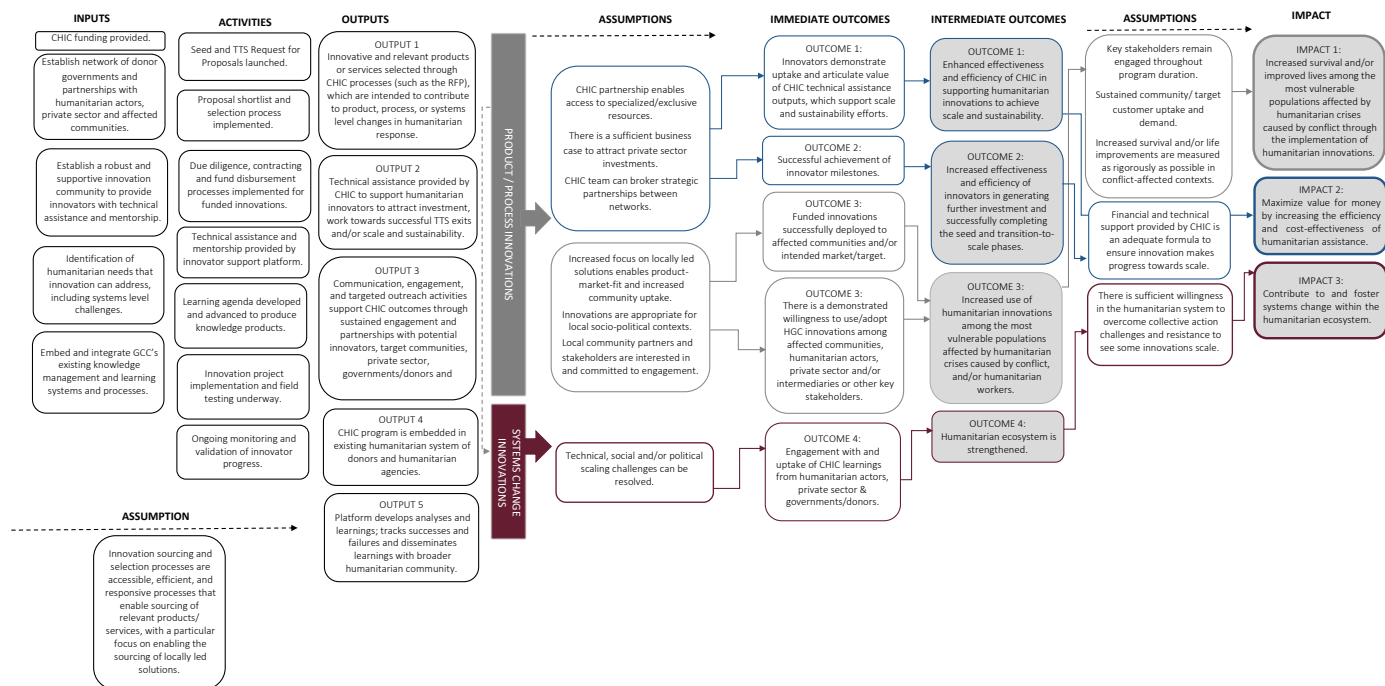 INPUTS
CHIC funding provided.
Establish network of donor
governments and
partnerships with
humanitarian actors,
private sector and affected
communities.
Establish a robust and
supportive innovation
community to provide
innovators with technical
assistance and mentorship.
Identification of
humanitarian needs that
innovation can address,
including systems level
challenges.
Embed and integrate GCC's
existing knowledge
management and learning
systems and processes.
ACTIVITIES
Seed and TTS Request for
Proposals launched.
Proposal shortlist and
selection process
implemented.
Due diligence, contracting
and fund disbursement
processes implemented for
funded innovations.
Technical assistance and
mentorship provided by
innovator support platform.
Learning agenda developed
and advanced to produce
knowledge products.
Innovation project
implementation and field
testing underway.
Ongoing monitoring and
validation of innovator
progress.
OUTPUTS
OUTPUT 1
Innovative and relevant products
or services selected through
CHIC processes (such as the RFP),
which are intended to contribute
to product, process, or systems
level changes in humanitarian
response.
OUTPUT 2
Technical assistance provided by
CHIC to support humanitarian
innovators to attract investment,
work towards successful TTS exits
and/or scale and sustainability.
OUTPUT 3
Communication, engagement,
and targeted outreach activities
support CHIC outcomes through
sustained engagement and
partnerships with potential
innovators, target communities,
private sector,
governments/donors and
OUTPUT 4
CHIC program is embedded in
existing humanitarian system of
donors and humanitarian
agencies.
OUTPUT 5
Platform develops analyses and
learnings; tracks successes and
failures and disseminates
learnings with broader
humanitarian community.
ASSUMPTION
Innovation sourcing and
selection processes are
accessible, efficient, and
responsive processes that
enable sourcing of
relevant products/
services, with a particular
focus on enabling the
sourcing of locally led
solutions.
PRODUCT / PROCESS INNOVATIONS
SYSTEMS CHANGE
INNOVATIONS
ASSUMPTIONS
CHIC partnership enables
access to specialized/exclusive
resources.
There is a sufficient business
case to attract private sector
investments.
CHIC team can broker strategic
partnerships between
networks.
Increased focus on locally led
solutions enables product-
market-fit and increased
community uptake.
Innovations are appropriate for
local socio-political contexts.
Local community partners and
stakeholders are interested in
and committed to engagement.
Technical, social and/or political
scaling challenges can be
resolved.
IMMEDIATE OUTCOMES
OUTCOME 1:
Innovators demonstrate
uptake and articulate value
of CHIC technical assistance
outputs, which support scale
and sustainability efforts.
OUTCOME 2:
Successful achievement of
innovator milestones.
OUTCOME 3:
Funded innovations
successfully deployed to
affected communities and/or
intended market/target.
OUTCOME 3:
There is a demonstrated
willingness to use/adopt
HGC innovations among
affected communities,
humanitarian actors,
private sector and/or
intermediaries or other key
stakeholders.
OUTCOME 4:
Engagement with and
uptake of CHIC learnings
from humanitarian actors,
private sector &
governments/donors.
INTERMEDIATE OUTCOMES
OUTCOME 1:
Enhanced effectiveness
and efficiency of CHIC in
supporting humanitarian
innovations to achieve
scale and sustainability.
OUTCOME 2:
Increased effectiveness
and efficiency of
innovators in generating
further investment and
successfully completing
the seed and transition-to-
scale phases.
OUTCOME 3:
Increased use of
humanitarian innovations
among the most
vulnerable populations
affected by humanitarian
crises caused by conflict,
and/or humanitarian
workers.
OUTCOME 4:
Humanitarian ecosystem is
strengthened.
ASSUMPTIONS
Key stakeholders remain
engaged throughout
program duration.
Sustained community/ target
customer uptake and
demand.
Increased survival and/or life
improvements are measured
as rigorously as possible in
conflict-affected contexts.
Financial and technical
support provided by CHIC is
an adequate formula to
ensure innovation makes
progress towards scale.
There is sufficient willingness
in the humanitarian system to
overcome collective action
challenges and resistance to
see some innovations scale.
IMPACT
IMPACT 1:
Increased survival and/or
improved lives among the
most vulnerable
populations affected by
humanitarian crises
caused by conflict through
the implementation of
humanitarian innovations.
IMPACT 2:
Maximize value for money
by increasing the efficiency
and cost-effectiveness of
humanitarian assistance.
IMPACT 3:
Contribute to and foster
systems change within the
humanitarian ecosystem.